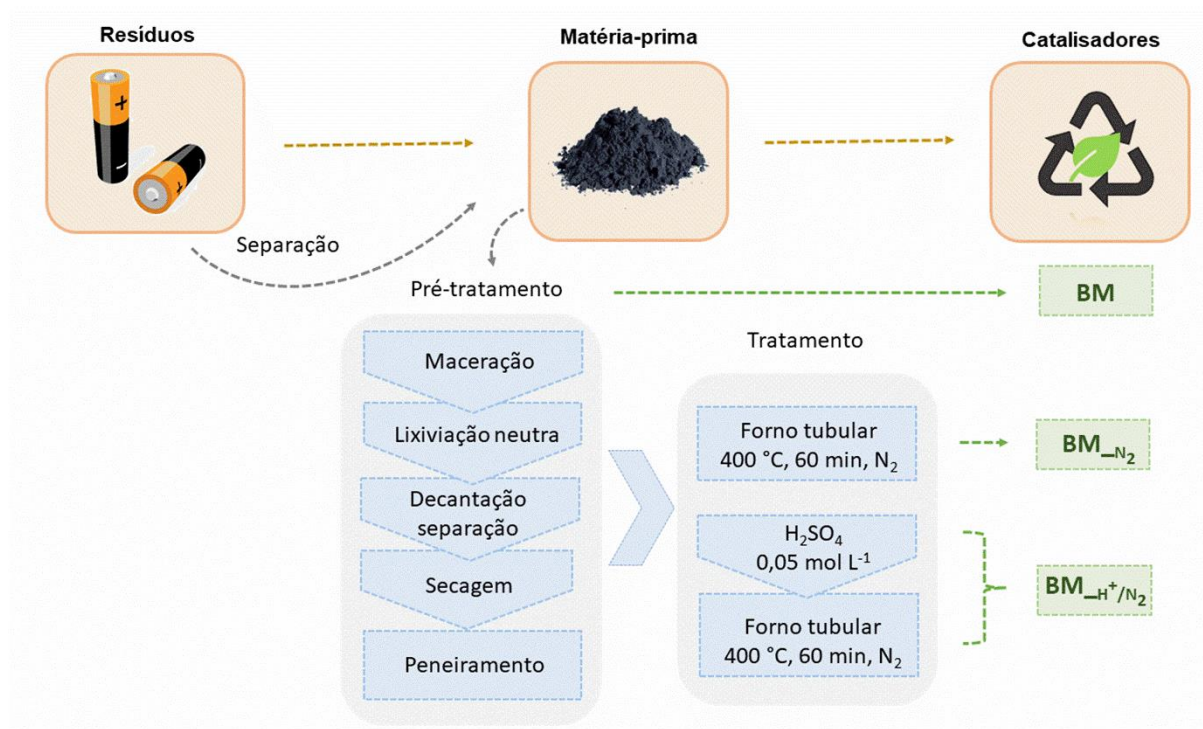 Resíduos
Matéria-prima
Catalisadores
Separação
Pré-tratamento
BM
Maceração
Lixiviação neutra
Decantação
separação
Secagem
Peneiramento
Tratamento
Forno tubular
400 °C, 60 min, N₂
BM_N₂
H₂SO₄
0,05 mol L⁻¹
Forno tubular
400 °C, 60 min, N₂
BM_H⁺/N₂